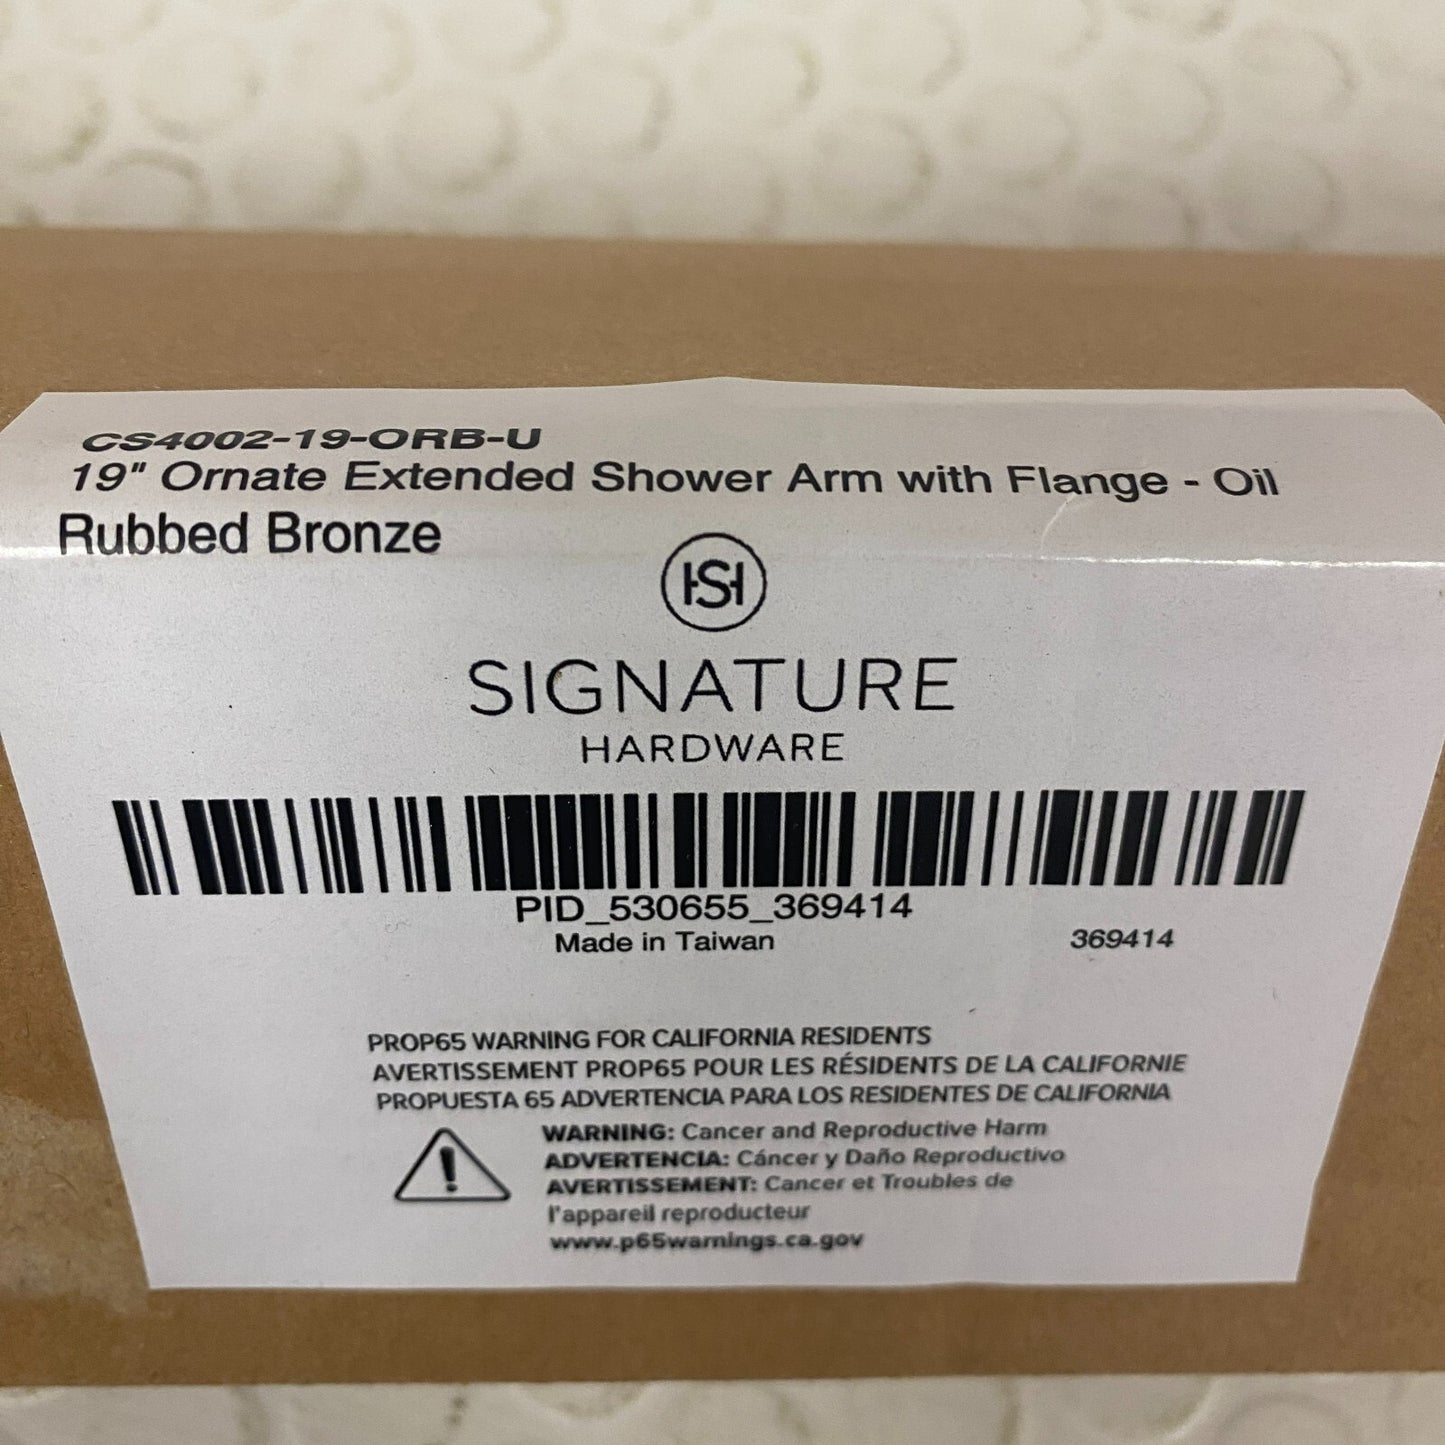 CS4002-19-ORB-U
19" Ornate Extended Shower Arm with Flange - Oil
Rubbed Bronze
HS
SIGNATURE
HARDWARE
PID_530655_369414
Made in Taiwan 369414
PROP65 WARNING FOR CALIFORNIA RESIDENTS
AVERTISSEMENT PROP65 POUR LES RÉSIDENTS DE LA CALIFORNIE
PROPUESTA 65 ADVERTENCIA PARA LOS RESIDENTES DE CALIFORNIA
WARNING: Cancer and Reproductive Harm
ADVERTENCIA: Cáncer y Daño Reproductivo
AVERTISSEMENT: Cancer et Troubles de
l'appareil reproducteur
www.p65warnings.ca.gov